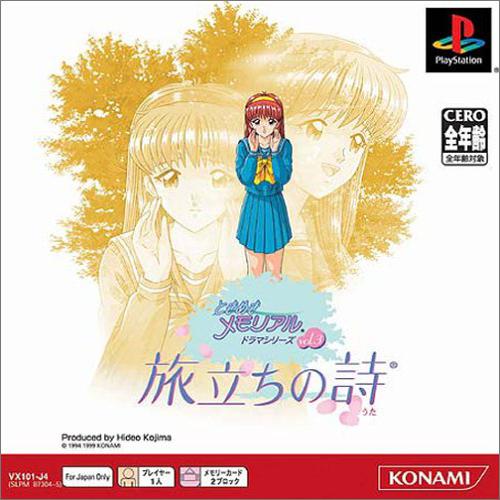 PlayStation
®
CERO
全年齢
全年齢対象
ときめき
メモリアル®
ドラマシリーズ vol.3
旅立ちの詩®
うた
Produced by Hideo Kojima
© 1994 1999 KONAMI
VX101-J4
(SLPM 87304~5)
For Japan Only
プレイヤー
1人
メモリーカード
2ブロック
KONAMI